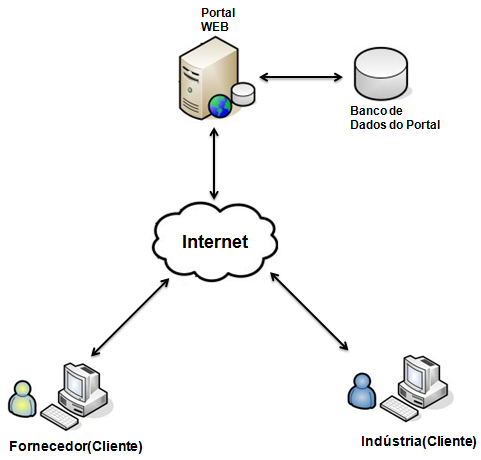 Portal
WEB
Banco de
Dados do Portal
Internet
Fornecedor(Cliente)
Indústria(Cliente)